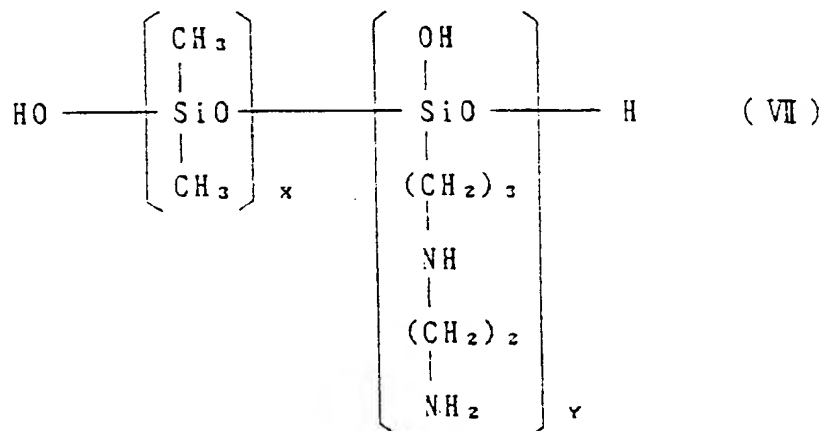 CH₃ OH
HO SiO SiO H (Ⅶ)
CH₃ x (CH₂)₃
NH
(CH₂)₂
NH₂ Y